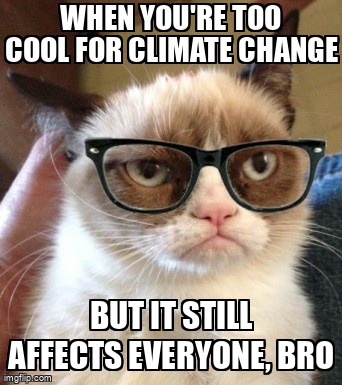 WHEN YOU'RE TOO
COOL FOR CLIMATE CHANGE
BUT IT STILL
AFFECTS EVERYONE, BRO
imgflip.com